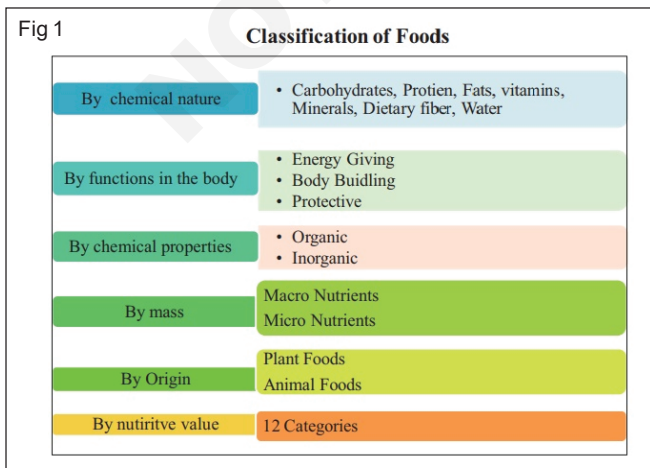 Fig 1
Classification of Foods
By chemical nature
• Carbohydrates, Protien, Fats, vitamins,
Minerals, Dietary fiber, Water
By functions in the body
• Energy Giving
• Body Buidling
• Protective
By chemical properties
• Organic
• Inorganic
By mass
Macro Nutrients
Micro Nutrients
By Origin
Plant Foods
Animal Foods
By nutiritve value
12 Categories